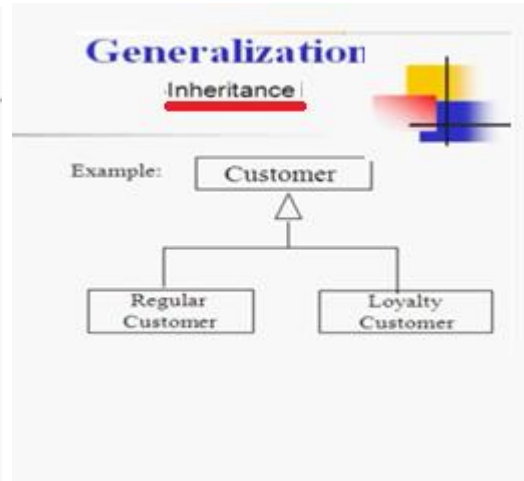 Generalization
Inheritance
Example:
Customer
Regular
Customer
Loyalty
Customer